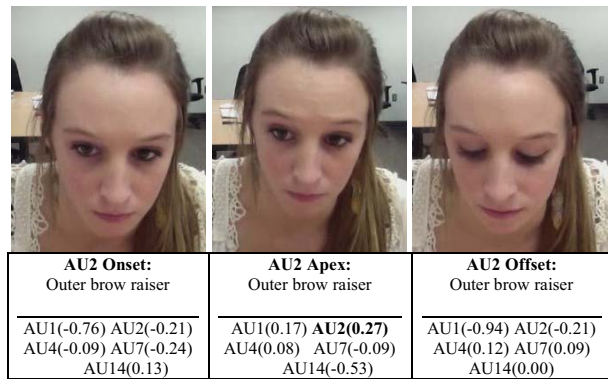 AU2 Onset:
Outer brow raiser
AU1(-0.76) AU2(-0.21)
AU4(-0.09) AU7(-0.24)
AU14(0.13)
AU2 Apex:
Outer brow raiser
AU1(0.17) AU2(0.27)
AU4(0.08) AU7(-0.09)
AU14(-0.53)
AU2 Offset:
Outer brow raiser
AU1(-0.94) AU2(-0.21)
AU4(0.12) AU7(0.09)
AU14(0.00)